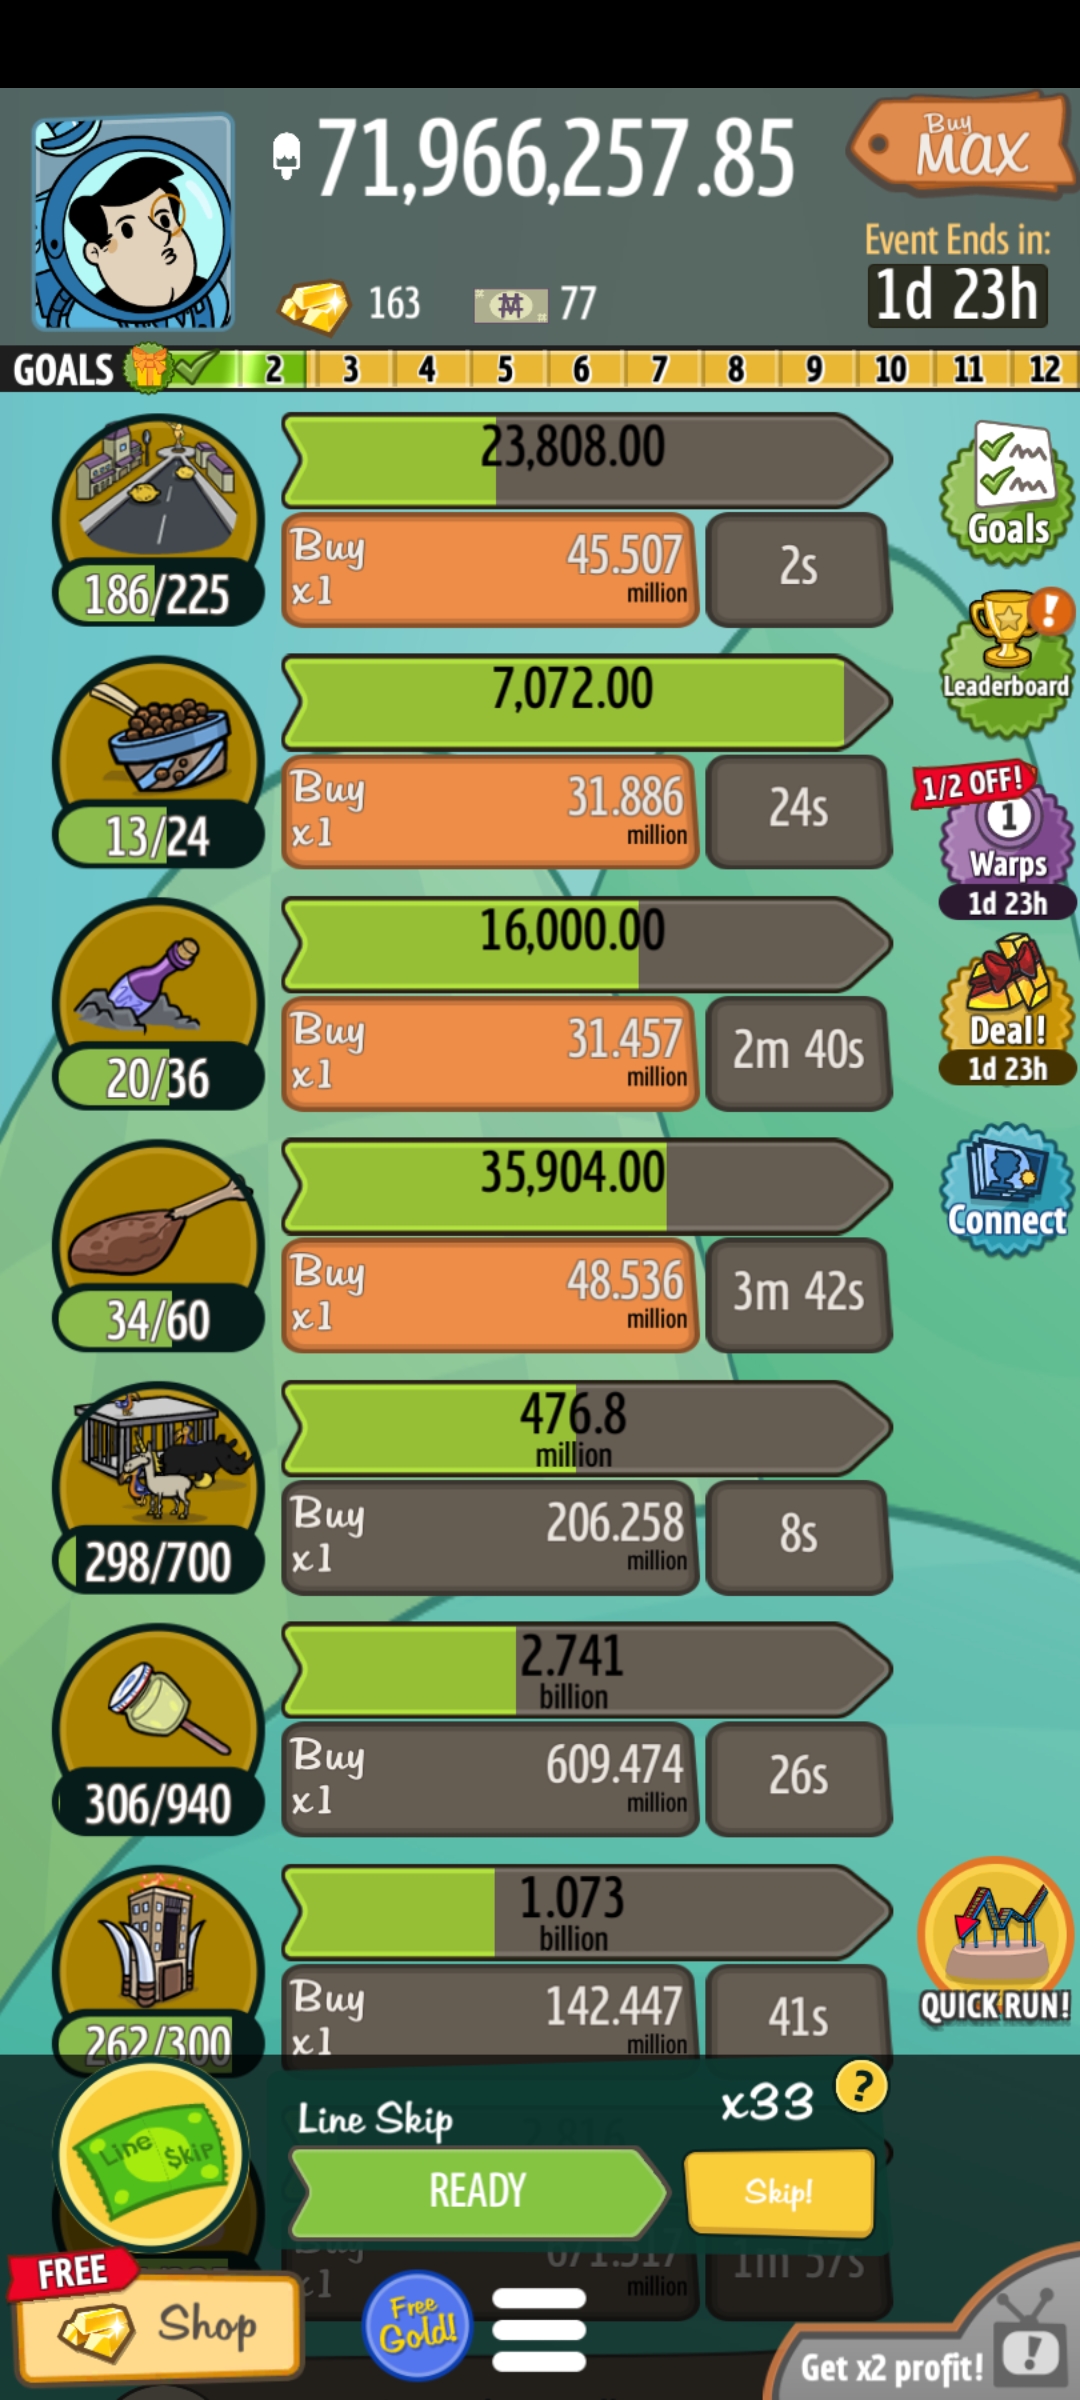 71,966,257.85
Buy
MAX
Event Ends in:
1d 23h
163
77
GOALS 2 3 4 5 6 7 8 9 10 11 12
23,808.00
Buy
x1
45.507
million
2s
186/225
Goals
7,072.00
Buy
x1
31.886
million
24s
13/24
Leaderboard
1/2 OFF!
1
Warps
1d 23h
16,000.00
Buy
x1
31.457
million
2m 40s
20/36
Deal!
1d 23h
35,904.00
Buy
x1
48.536
million
3m 42s
34/60
Connect
476.8
million
Buy
x1
206.258
million
8s
298/700
2.741
billion
Buy
x1
609.474
million
26s
306/940
1.073
billion
Buy
x1
142.447
million
41s
262/300
QUICK RUN!
Line Skip
x33
?
Line $kip
READY
Skip!
2.816
Buy
x1
671.517
million
1m 57s
FREE
Shop
Free
Gold!
Get x2 profit!